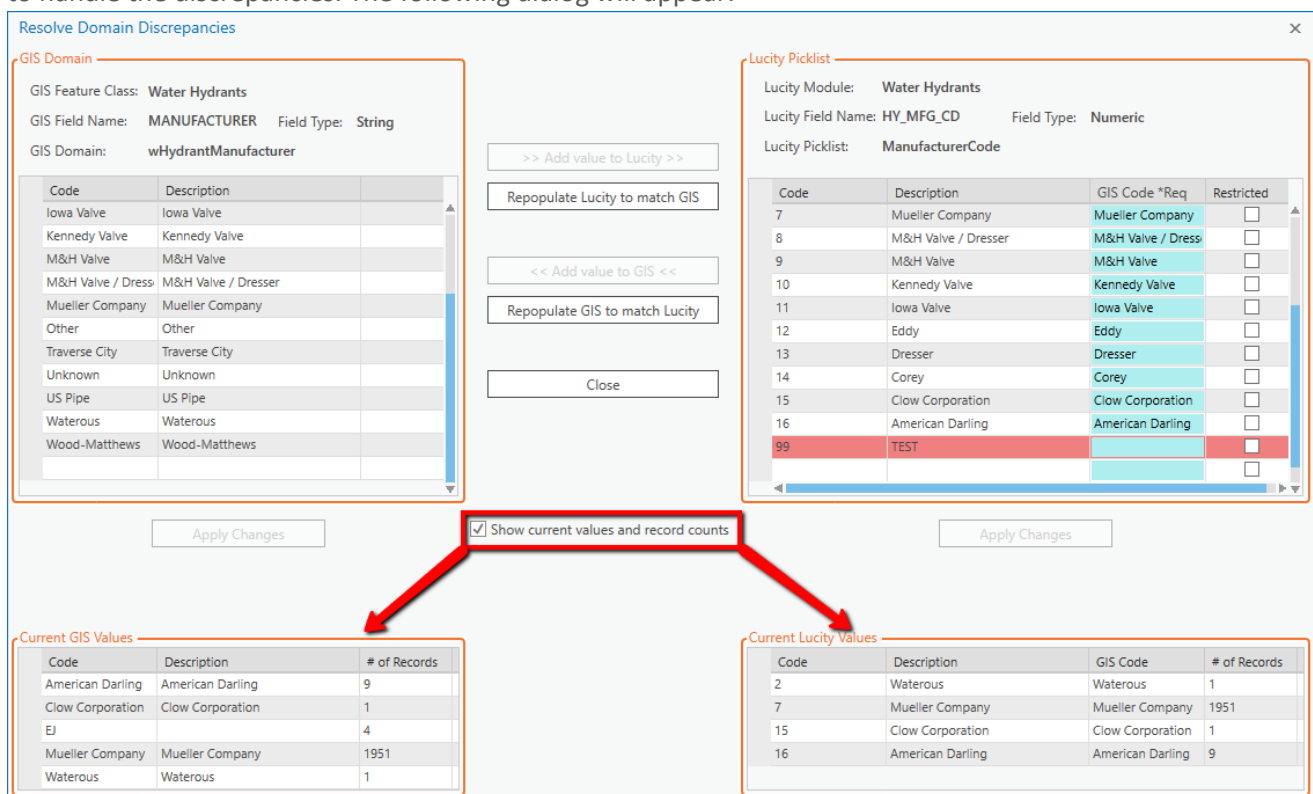 to handle the discrepancies. The following dialog will appear:
Resolve Domain Discrepancies
GIS Domain
GIS Feature Class: Water Hydrants
GIS Field Name: MANUFACTURER Field Type: String
GIS Domain: wHydrantManufacturer
Code Description
Iowa Valve Iowa Valve
Kennedy Valve Kennedy Valve
M&H Valve M&H Valve
M&H Valve / Dress M&H Valve / Dresser
Mueller Company Mueller Company
Other Other
Traverse City Traverse City
Unknown Unknown
US Pipe US Pipe
Waterous Waterous
Wood-Matthews Wood-Matthews
Apply Changes
>> Add value to Lucity >>
Repopulate Lucity to match GIS
<< Add value to GIS <<
Repopulate GIS to match Lucity
Close
Lucity Picklist
Lucity Module: Water Hydrants
Lucity Field Name: HY_MFG_CD Field Type: Numeric
Lucity Picklist: ManufacturerCode
Code Description GIS Code *Req Restricted
7 Mueller Company Mueller Company
8 M&H Valve / Dresser M&H Valve / Dress
9 M&H Valve M&H Valve
10 Kennedy Valve Kennedy Valve
11 Iowa Valve Iowa Valve
12 Eddy Eddy
13 Dresser Dresser
14 Corey Corey
15 Clow Corporation Clow Corporation
16 American Darling American Darling
99 TEST
Apply Changes
Show current values and record counts
Current GIS Values
Code Description # of Records
American Darling American Darling 9
Clow Corporation Clow Corporation 1
EJ 4
Mueller Company Mueller Company 1951
Waterous Waterous 1
Current Lucity Values
Code Description GIS Code # of Records
2 Waterous Waterous 1
7 Mueller Company Mueller Company 1951
15 Clow Corporation Clow Corporation 1
16 American Darling American Darling 9